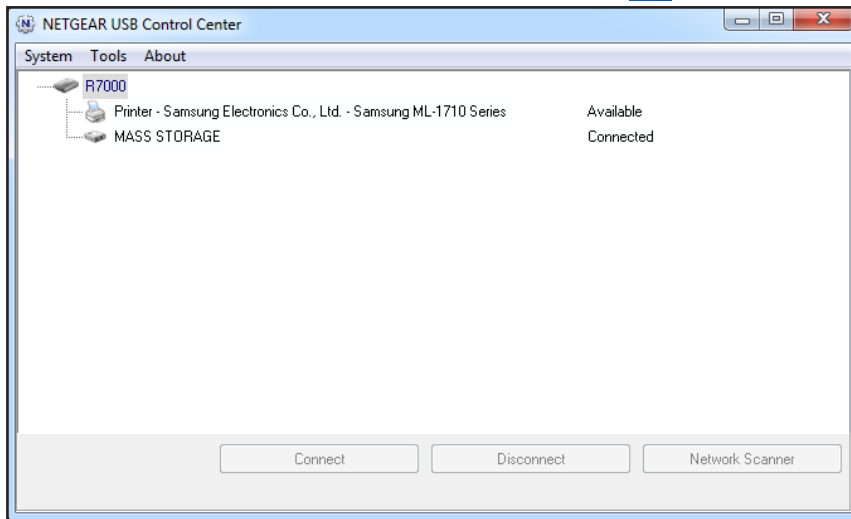 NETGEAR USB Control Center
System Tools About
R7000
Printer - Samsung Electronics Co., Ltd. - Samsung ML-1710 Series Available
MASS STORAGE Connected
Connect Disconnect Network Scanner